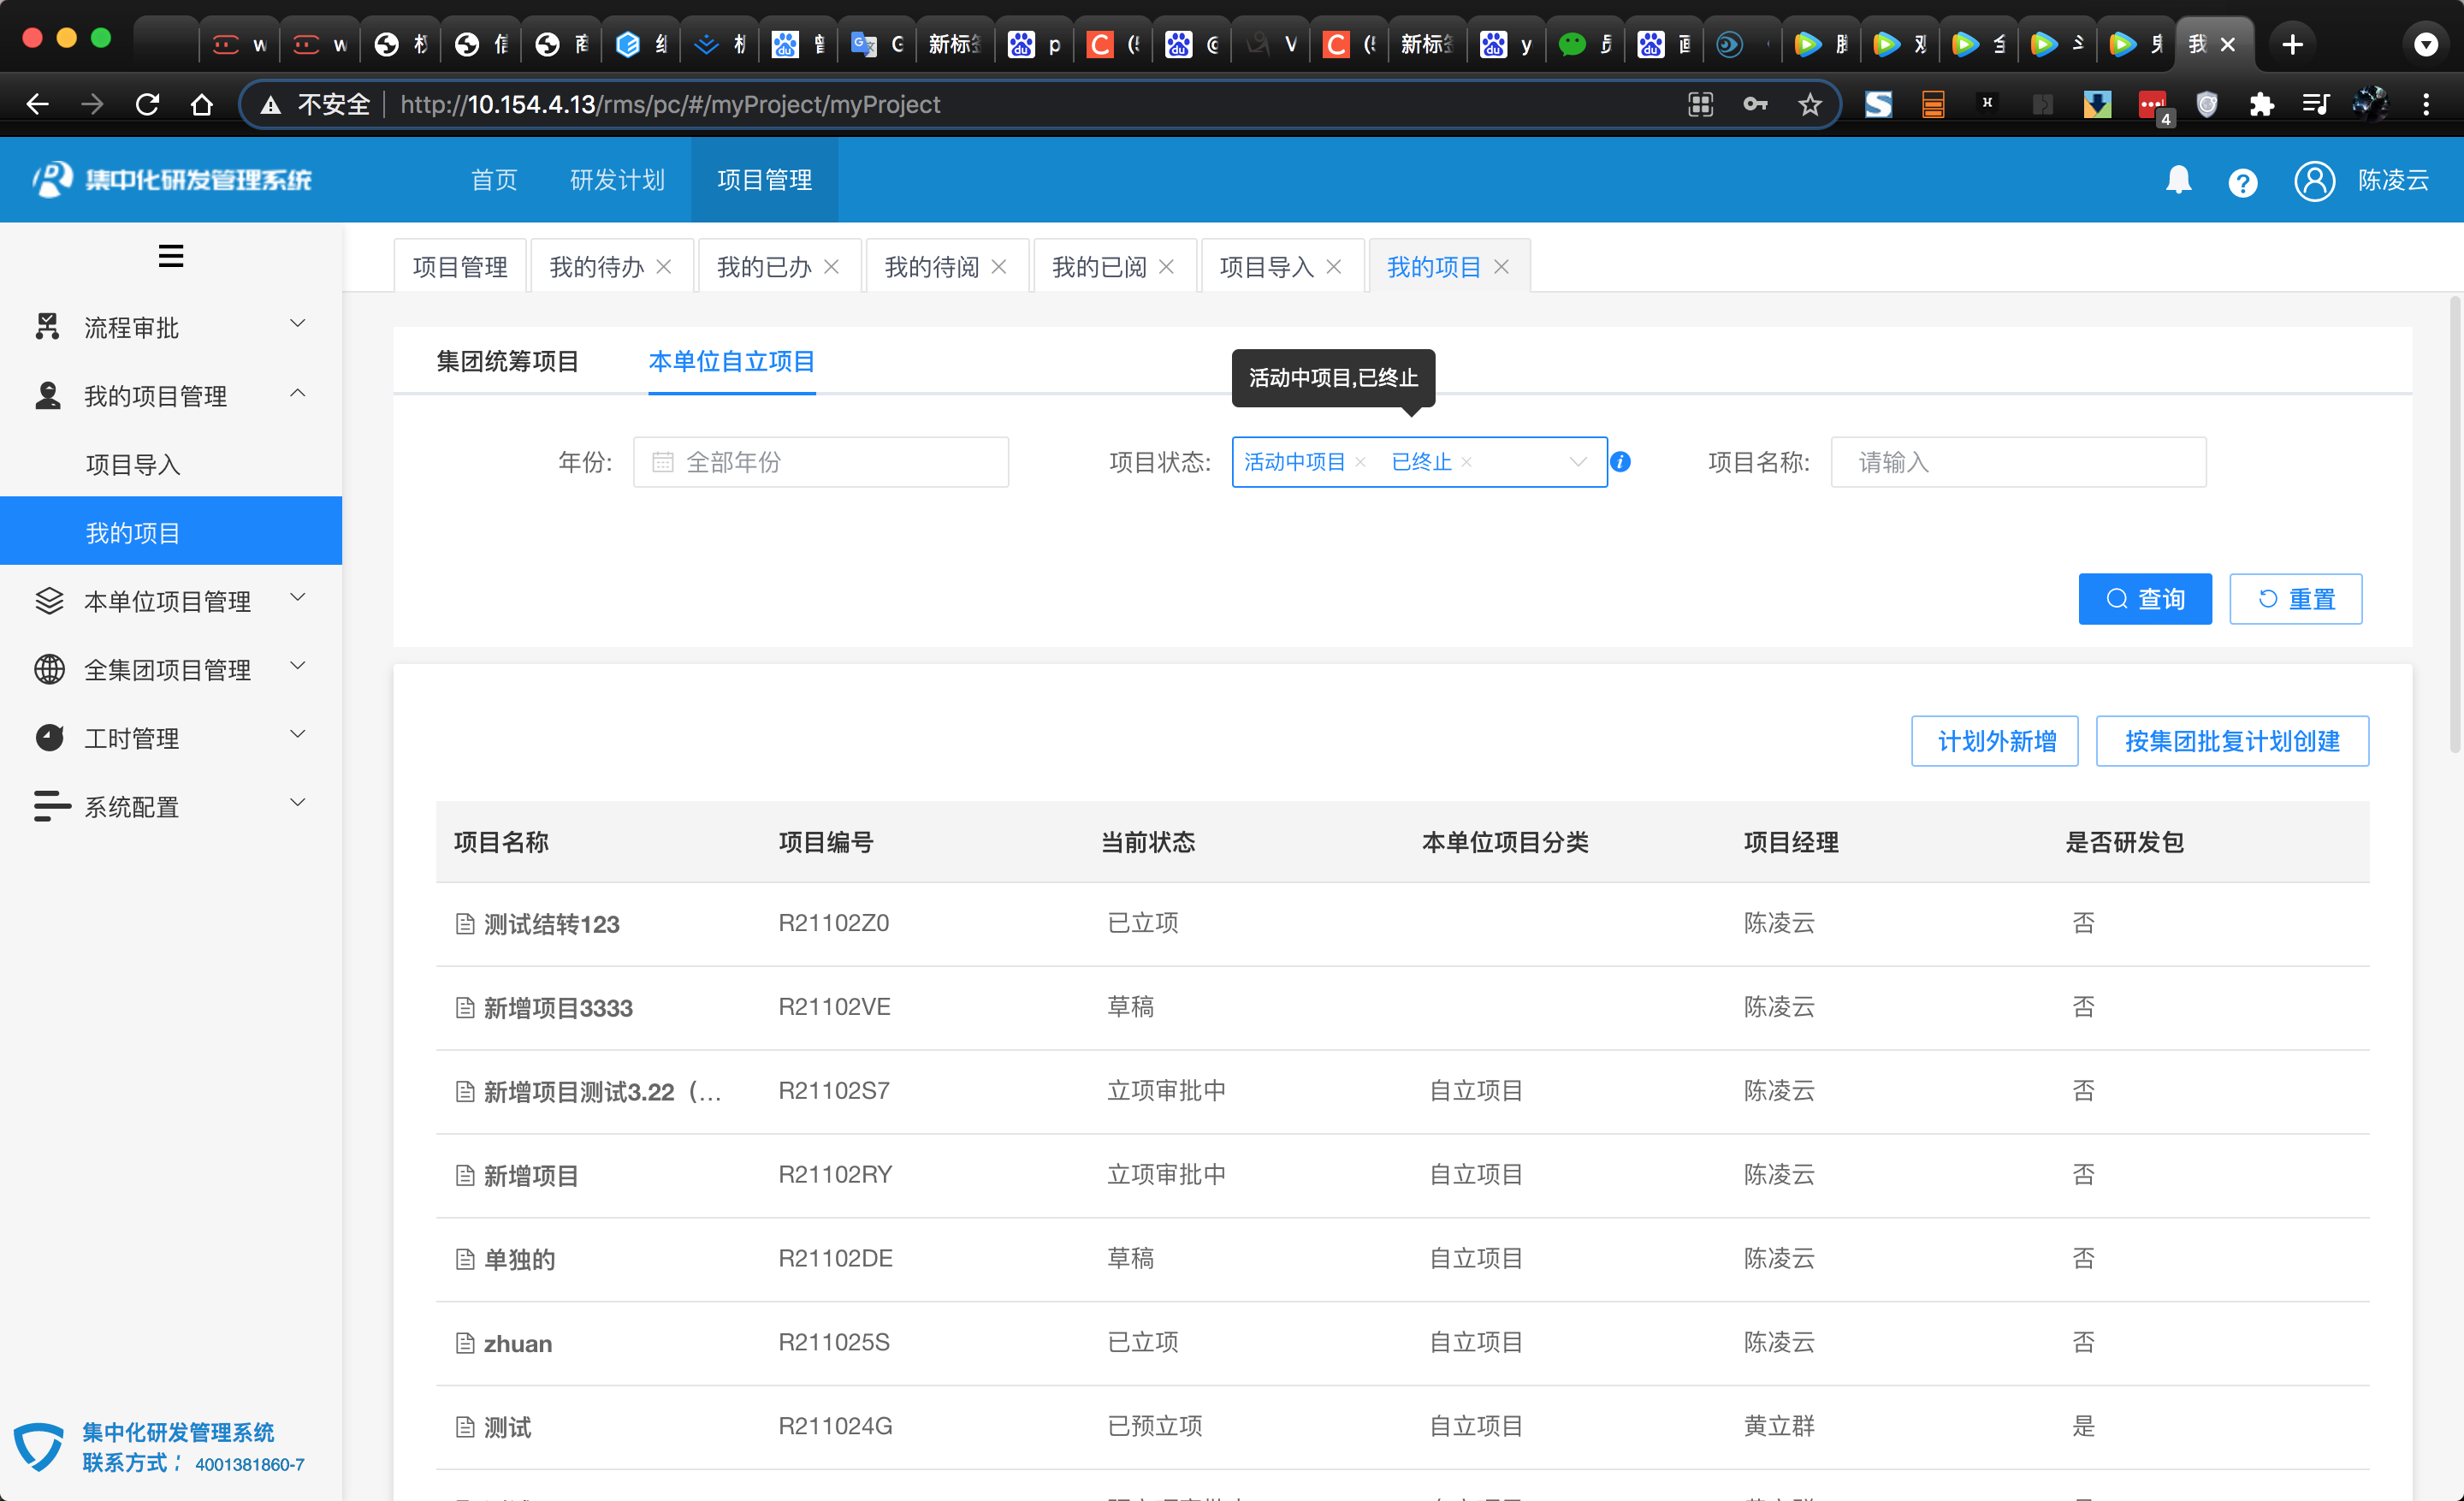 新标
p
新标
y
我
不安全 http://10.154.4.13/rms/pc/#/myProject/myProject
4
集中化研发管理系统 首页 研发计划 项目管理 陈凌云
项目管理 我的待办 我的已办 我的待阅 我的已阅 项目导入 我的项目
流程审批
我的项目管理
项目导入
我的项目
本单位项目管理
全集团项目管理
工时管理
系统配置
集中化研发管理系统
联系方式: 4001381860-7
集团统筹项目 本单位自立项目
活动中项目,已终止
年份: 全部年份 项目状态: 活动中项目 已终止 项目名称: 请输入
查询 重置
计划外新增 按集团批复计划创建
项目名称 项目编号 当前状态 本单位项目分类 项目经理 是否研发包
测试结转123 R21102Z0 已立项 陈凌云 否
新增项目3333 R21102VE 草稿 陈凌云 否
新增项目测试3.22（... R21102S7 立项审批中 自立项目 陈凌云 否
新增项目 R21102RY 立项审批中 自立项目 陈凌云 否
单独的 R21102DE 草稿 自立项目 陈凌云 否
zhuan R211025S 已立项 自立项目 陈凌云 否
测试 R211024G 已预立项 自立项目 黄立群 是